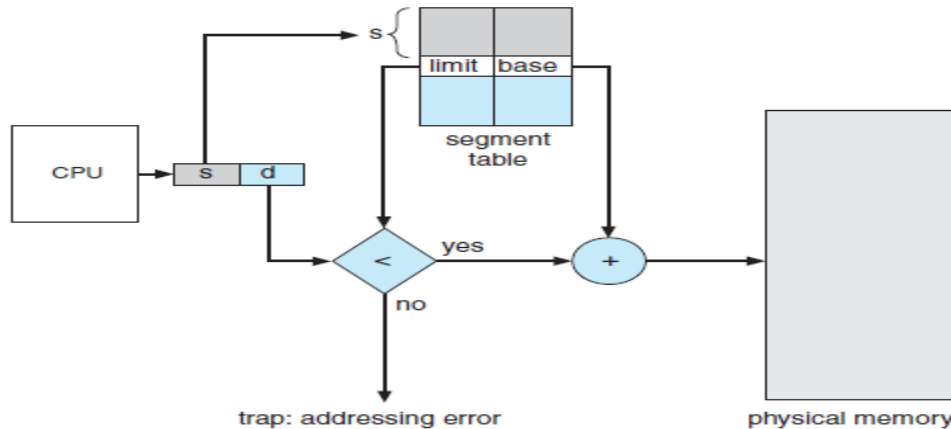 s
limit base
segment
table
CPU
s d
< yes +
no
trap: addressing error
physical memory